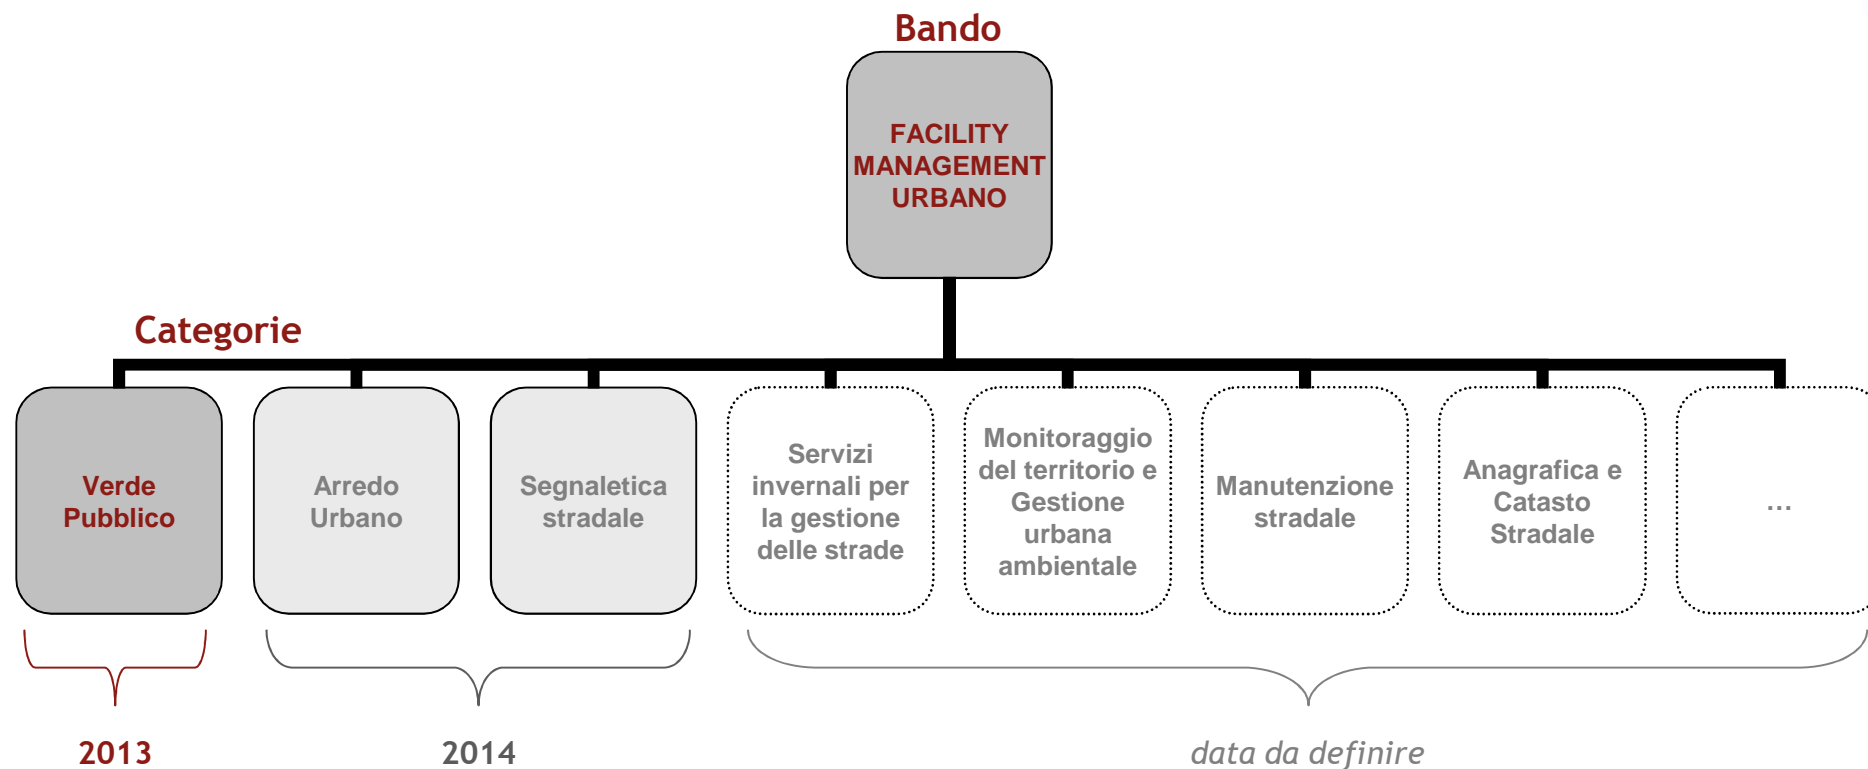 Bando
FACILITY
MANAGEMENT
URBANO
Categorie
Verde
Pubblico
Arredo
Urbano
Segnaletica
stradale
Servizi
invernali per
la gestione
delle strade
Monitoraggio
del territorio e
Gestione
urbana
ambientale
Manutenzione
stradale
Anagrafica e
Catasto
Stradale
...
2013
2014
data da definire